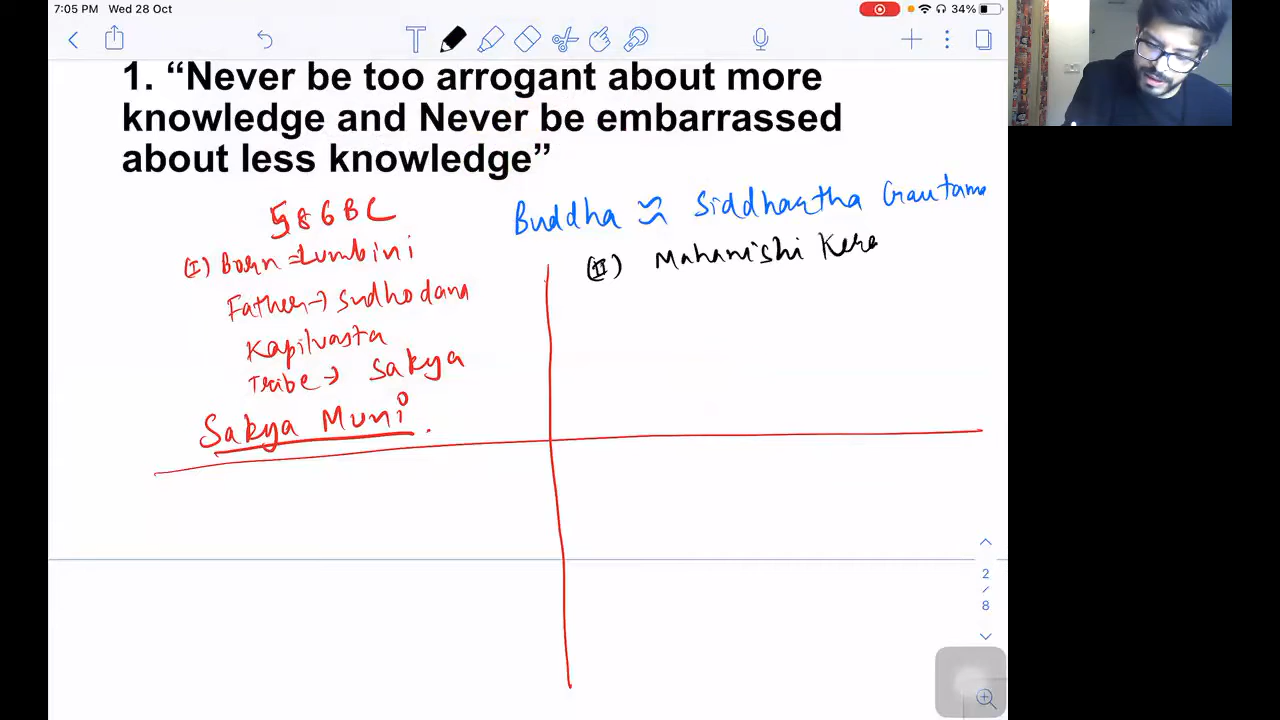 7:05 PM Wed 28 Oct
34%
1. “Never be too arrogant about more
knowledge and Never be embarrassed
about less knowledge”
586 BC
Buddha ≈ Siddhartha Gautama
(I) Born = Lumbini
(II) Maharishi Kera
Father → Sudhodana
Kapilvasta
Tribe → Sakya
Sakya Muni.
2
/
8